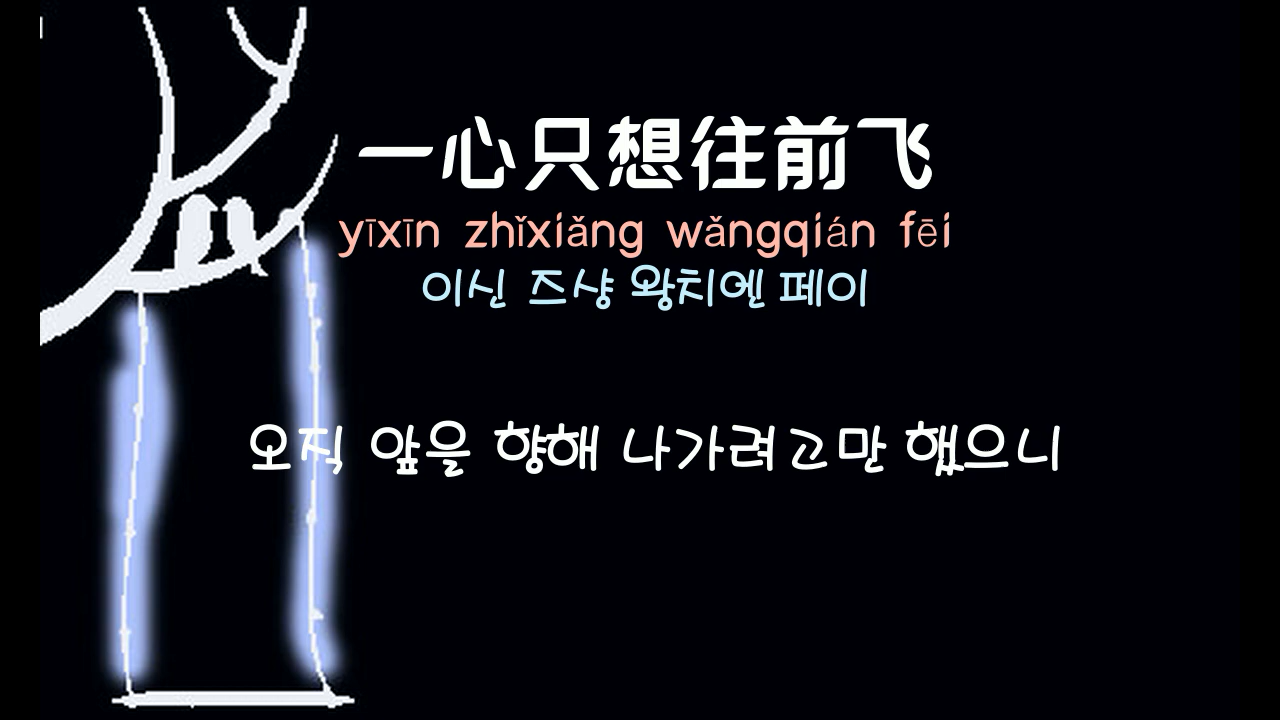 一心只想往前飞
yīxīn zhǐxiǎng wǎngqián fēi
이신 즈샹 왕치엔 페이
오직 앞을 향해 나가려고만 했으니